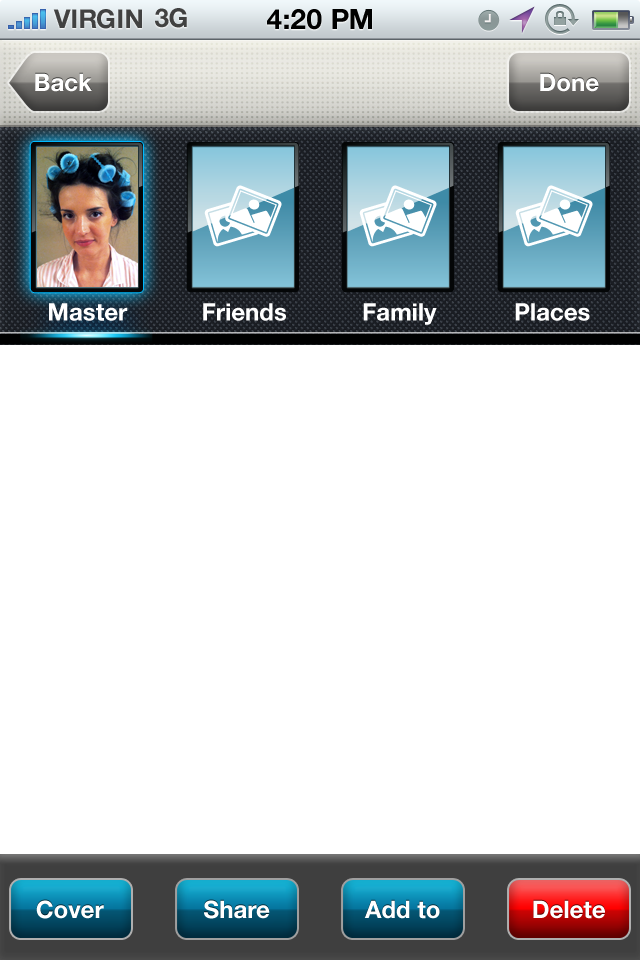 VIRGIN 3G 4:20 PM
Back Done
Master Friends Family Places
Cover Share Add to Delete